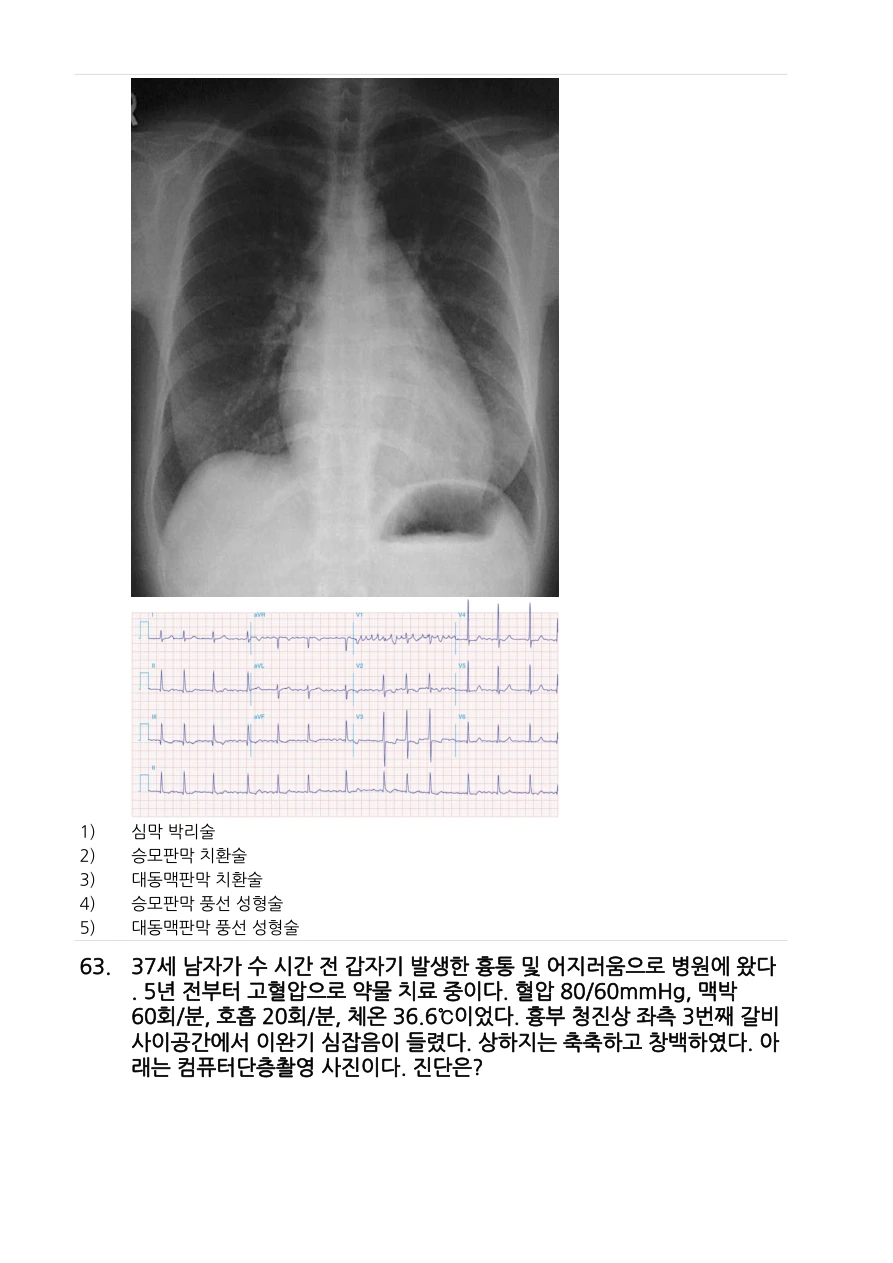 R
I aVR V1 V4
II aVL V2 V5
III aVF V3 V6
II
1) 심막 박리술
2) 승모판막 치환술
3) 대동맥판막 치환술
4) 승모판막 풍선 성형술
5) 대동맥판막 풍선 성형술
63. 37세 남자가 수 시간 전 갑자기 발생한 흉통 및 어지러움으로 병원에 왔다
. 5년 전부터 고혈압으로 약물 치료 중이다. 혈압 80/60mmHg, 맥박
60회/분, 호흡 20회/분, 체온 36.6℃이었다. 흉부 청진상 좌측 3번째 갈비
사이공간에서 이완기 심잡음이 들렸다. 상하지는 축축하고 창백하였다. 아
래는 컴퓨터단층촬영 사진이다. 진단은?